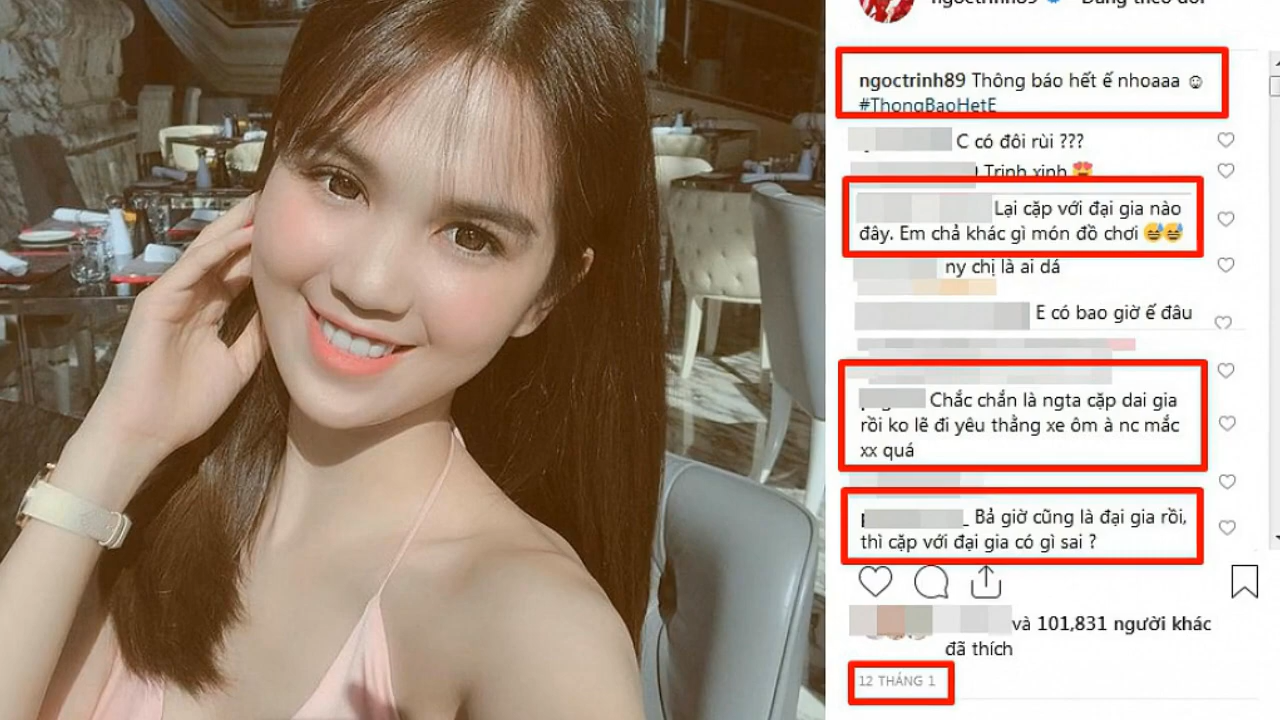 ngoctrinh89
Đang theo dõi
ngoctrinh89 Thông báo hết ế nhoaaa
#ThongBaoHetE
C có đôi rùi ???
Trinh xinh
Lại cặp với đại gia nào
đây. Em chả khác gì món đồ chơi
ny chị là ai dá
E có bao giờ ế đâu
Chắc chắn là ngta cặp dai gia
rồi ko lẽ đi yêu thằng xe ôm à nc mắc
xx quá
Bả giờ cũng là đại gia rồi,
thì cặp với đại gia có gì sai ?
và 101,831 người khác
đã thích
12 THÁNG 1